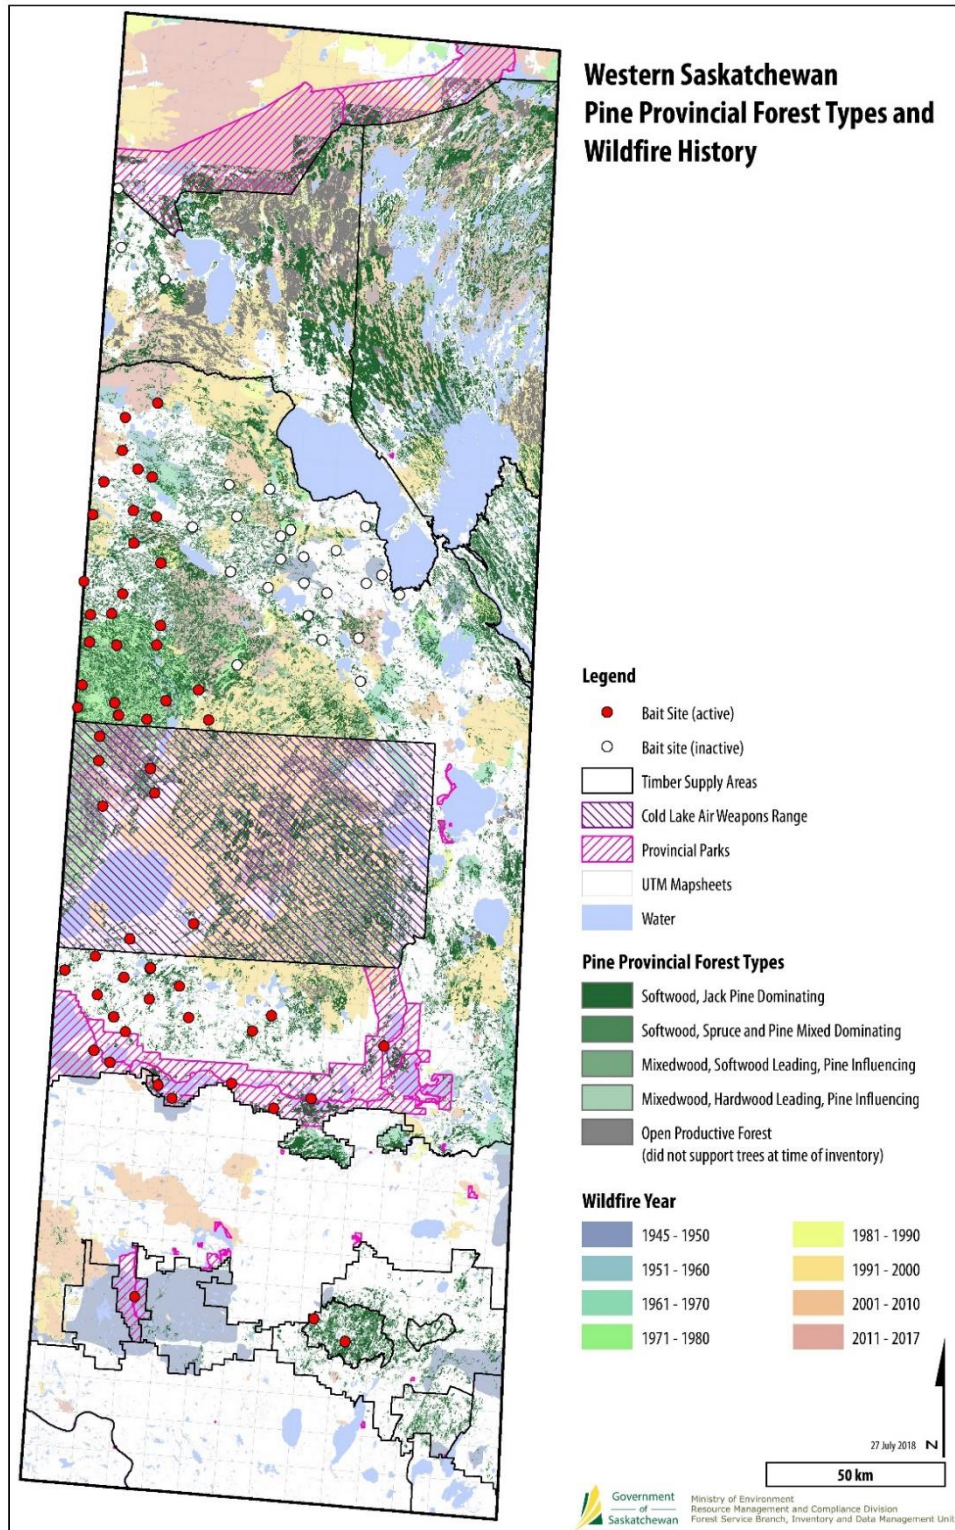 Western Saskatchewan
Pine Provincial Forest Types and
Wildfire History
Legend
Bait Site (active)
Bait site (inactive)
Timber Supply Areas
Cold Lake Air Weapons Range
Provincial Parks
UTM Mapsheets
Water
Pine Provincial Forest Types
Softwood, Jack Pine Dominating
Softwood, Spruce and Pine Mixed Dominating
Mixedwood, Softwood Leading, Pine Influencing
Mixedwood, Hardwood Leading, Pine Influencing
Open Productive Forest
(did not support trees at time of inventory)
Wildfire Year
1945 - 1950
1951 - 1960
1961 - 1970
1971 - 1980
1981 - 1990
1991 - 2000
2001 - 2010
2011 - 2017
27 July 2018
N
50 km
Government
of
Saskatchewan
Ministry of Environment
Resource Management and Compliance Division
Forest Service Branch, Inventory and Data Management Unit